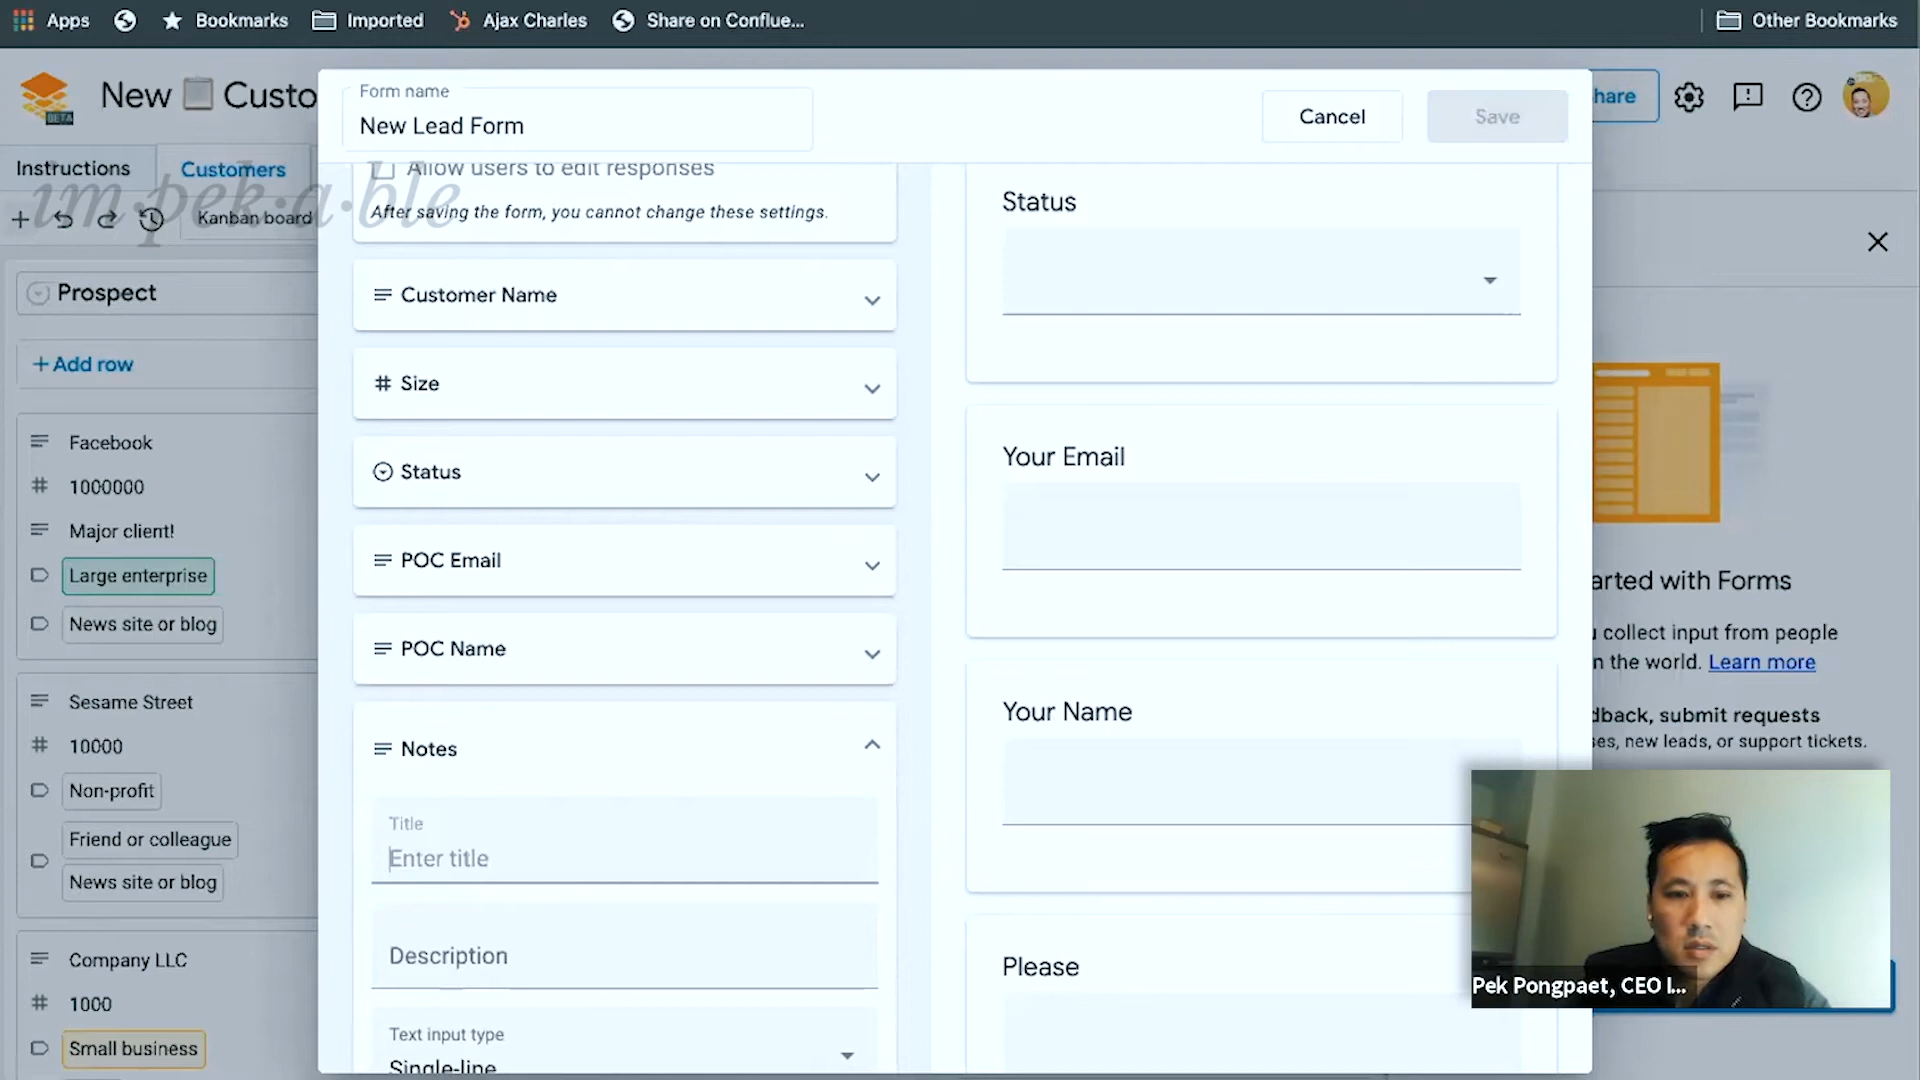 Apps
Bookmarks
Imported
Ajax Charles
Share on Conflue...
Other Bookmarks
BETA
New 📋 Custo
Form name
New Lead Form
Cancel
Save
hare
Instructions
Customers
im·pek·a·ble
Kanban board
Allow users to edit responses
After saving the form, you cannot change these settings.
Prospect
+ Add row
Facebook
# 1000000
Major client!
Large enterprise
News site or blog
Sesame Street
# 10000
Non-profit
Friend or colleague
News site or blog
Company LLC
# 1000
Small business
Customer Name
# Size
Status
POC Email
POC Name
Notes
Title
Enter title
Description
Text input type
Single-line
Status
Your Email
Your Name
Please
arted with Forms
u collect input from people
n the world. Learn more
dback, submit requests
ses, new leads, or support tickets.
Pek Pongpaet, CEO I...